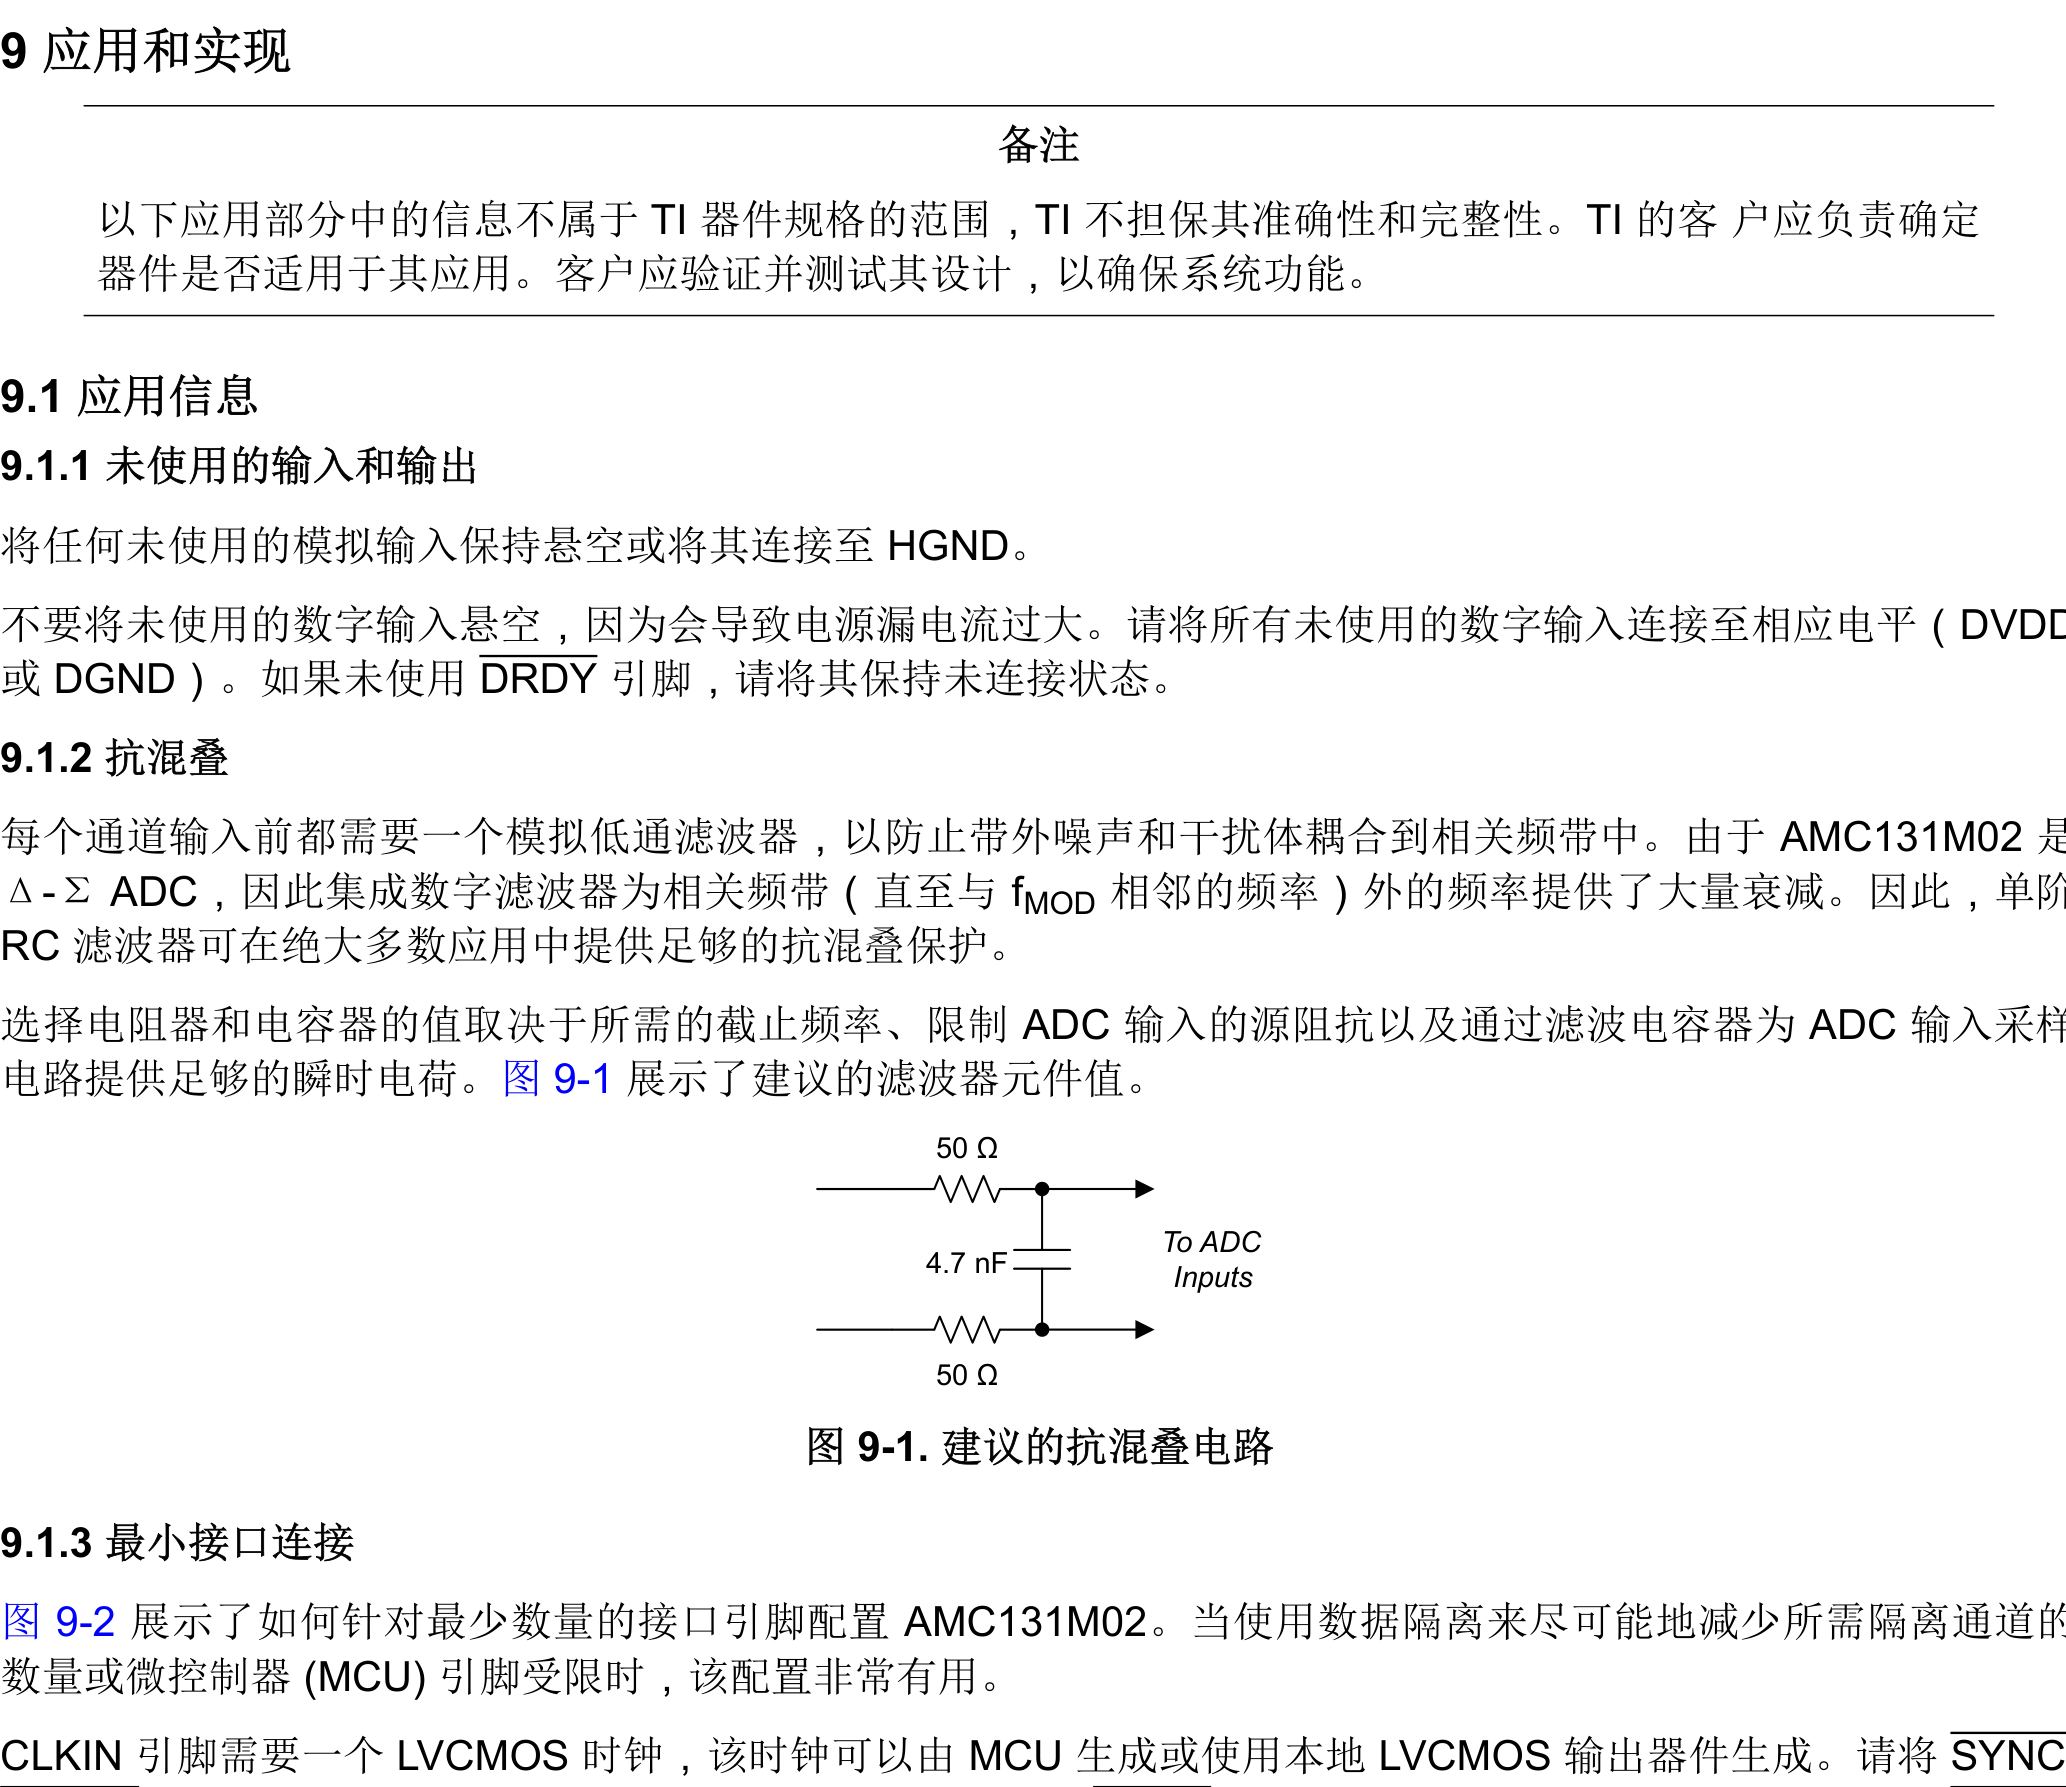 9 应用和实现
备注
以下应用部分中的信息不属于 TI 器件规格的范围，TI 不担保其准确性和完整性。TI 的客 户应负责确定
器件是否适用于其应用。客户应验证并测试其设计，以确保系统功能。
9.1 应用信息
9.1.1 未使用的输入和输出
将任何未使用的模拟输入保持悬空或将其连接至 HGND。
不要将未使用的数字输入悬空，因为会导致电源漏电流过大。请将所有未使用的数字输入连接至相应电平（DVDD
或 DGND）。如果未使用 DRDY 引脚，请将其保持未连接状态。
9.1.2 抗混叠
每个通道输入前都需要一个模拟低通滤波器，以防止带外噪声和干扰体耦合到相关频带中。由于 AMC131M02 是
Δ-Σ ADC，因此集成数字滤波器为相关频带（直至与 fMOD 相邻的频率）外的频率提供了大量衰减。因此，单阶
RC 滤波器可在绝大多数应用中提供足够的抗混叠保护。
选择电阻器和电容器的值取决于所需的截止频率、限制 ADC 输入的源阻抗以及通过滤波电容器为 ADC 输入采样
电路提供足够的瞬时电荷。图 9-1 展示了建议的滤波器元件值。
50 Ω
4.7 nF
To ADC
Inputs
50 Ω
图 9-1. 建议的抗混叠电路
9.1.3 最小接口连接
图 9-2 展示了如何针对最少数量的接口引脚配置 AMC131M02。当使用数据隔离来尽可能地减少所需隔离通道的
数量或微控制器 (MCU) 引脚受限时，该配置非常有用。
CLKIN 引脚需要一个 LVCMOS 时钟，该时钟可以由 MCU 生成或使用本地 LVCMOS 输出器件生成。请将 SYNC